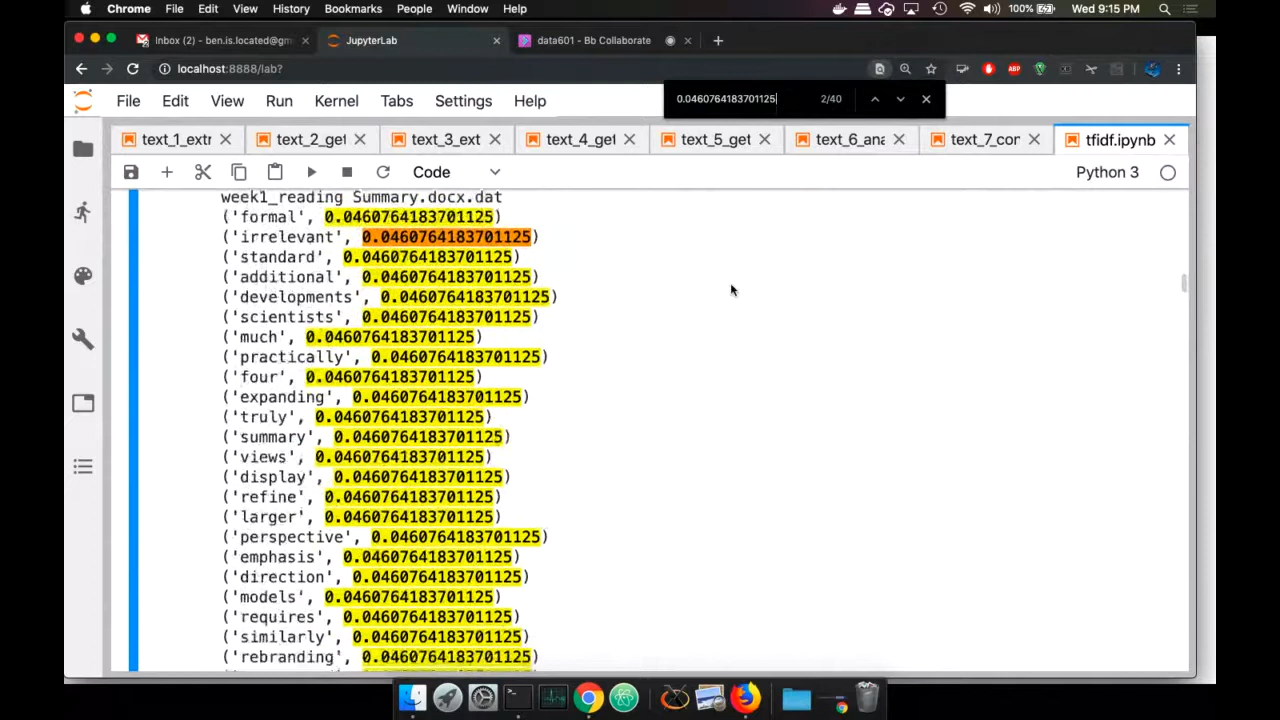 Chrome File Edit View History Bookmarks People Window Help 100% Wed 9:15 PM
Inbox (2) - ben.is.located@gm JupyterLab data601 - Bb Collaborate
localhost:8888/lab? ABP
File Edit View Run Kernel Tabs Settings Help 0.0460764183701125 2/40
text_1_extr text_2_get text_3_ext text_4_get text_5_get text_6_ana text_7_con tfidf.ipynb
Code Python 3
week1_reading Summary.docx.dat
('formal', 0.0460764183701125)
('irrelevant', 0.0460764183701125)
('standard', 0.0460764183701125)
('additional', 0.0460764183701125)
('developments', 0.0460764183701125)
('scientists', 0.0460764183701125)
('much', 0.0460764183701125)
('practically', 0.0460764183701125)
('four', 0.0460764183701125)
('expanding', 0.0460764183701125)
('truly', 0.0460764183701125)
('summary', 0.0460764183701125)
('views', 0.0460764183701125)
('display', 0.0460764183701125)
('refine', 0.0460764183701125)
('larger', 0.0460764183701125)
('perspective', 0.0460764183701125)
('emphasis', 0.0460764183701125)
('direction', 0.0460764183701125)
('models', 0.0460764183701125)
('requires', 0.0460764183701125)
('similarly', 0.0460764183701125)
('rebranding', 0.0460764183701125)